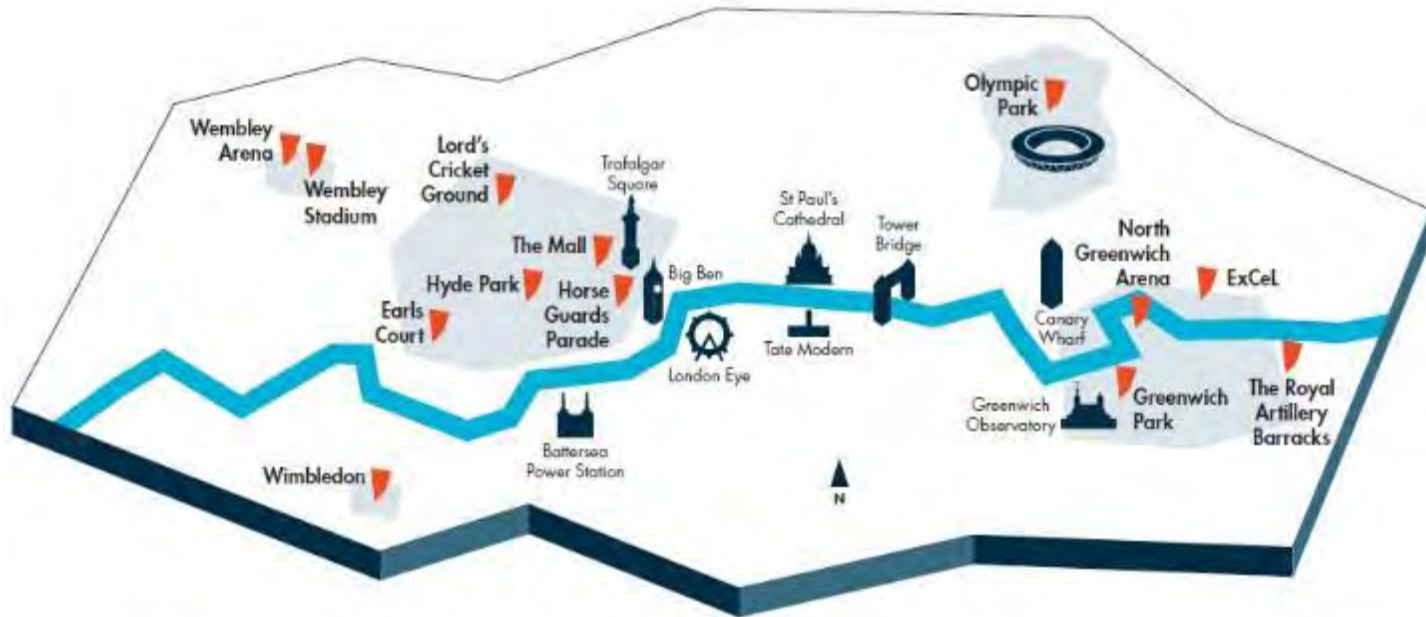 Wembley
Arena
Wembley
Stadium
Lord's
Cricket
Ground
Trafalgar
Square
The Mall
Hyde Park
Horse
Guards
Parade
Earls
Court
Big Ben
London Eye
St Paul's
Cathedral
Tate Modern
Tower
Bridge
Olympic
Park
North
Greenwich
Arena
ExCeL
Canary
Wharf
Greenwich
Observatory
Greenwich
Park
The Royal
Artillery
Barracks
Battersea
Power Station
Wimbledon
N